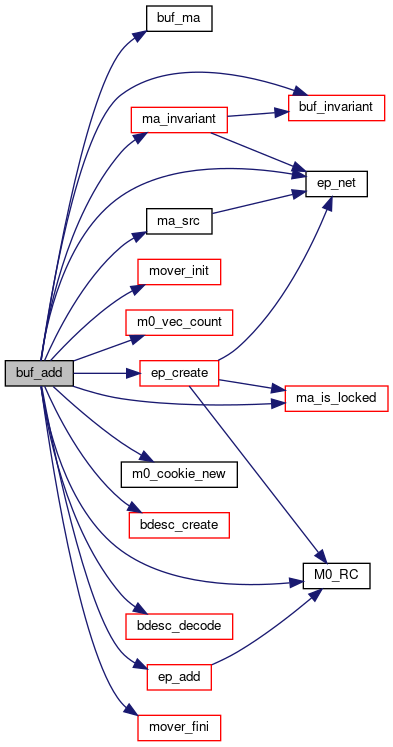 buf_ma
buf_invariant
ma_invariant
ep_net
ma_src
mover_init
m0_vec_count
buf_add
ep_create
ma_is_locked
m0_cookie_new
bdesc_create
M0_RC
bdesc_decode
ep_add
mover_fini